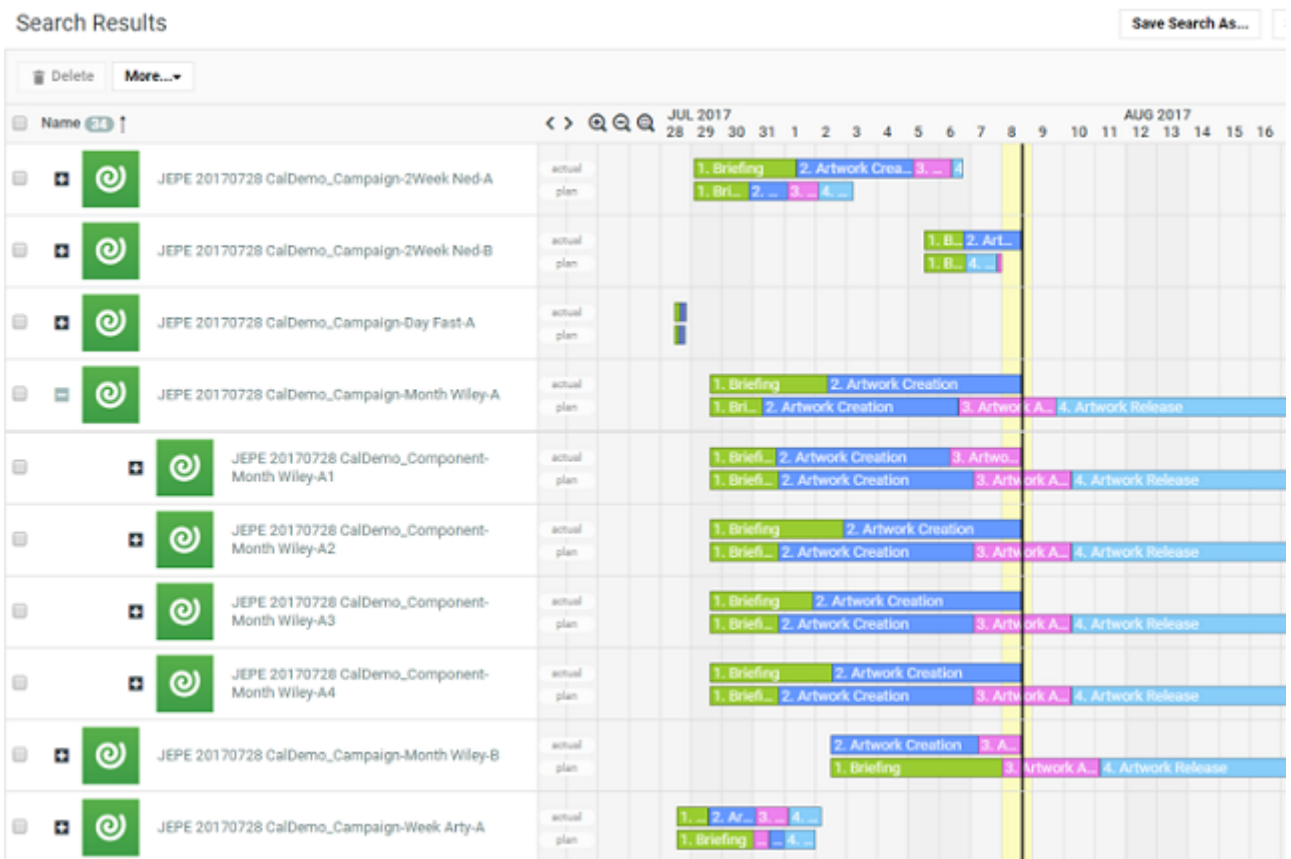 Search Results
Save Search As...
Delete
More...
Name 34
JUL 2017
AUG 2017
28 29 30 31 1 2 3 4 5 6 7 8 9 10 11 12 13 14 15 16
JEPE 20170728 CalDemo_Campaign-2Week Ned-A
actual
1. Briefing 2. Artwork Crea... 3. ... 4
plan
1. Bri... 2. ... 3. ... 4. ...
JEPE 20170728 CalDemo_Campaign-2Week Ned-B
actual
1. B... 2. Art...
plan
1. B... 4. ...
JEPE 20170728 CalDemo_Campaign-Day Fast-A
actual
plan
JEPE 20170728 CalDemo_Campaign-Month Wiley-A
actual
1. Briefing 2. Artwork Creation
plan
1. Bri... 2. Artwork Creation 3. Artwork A... 4. Artwork Release
JEPE 20170728 CalDemo_Component-
Month Wiley-A1
actual
1. Briefi... 2. Artwork Creation 3. Artwo...
plan
1. Briefi... 2. Artwork Creation 3. Artwork A... 4. Artwork Release
JEPE 20170728 CalDemo_Component-
Month Wiley-A2
actual
1. Briefing 2. Artwork Creation
plan
1. Briefi... 2. Artwork Creation 3. Artwork A... 4. Artwork Release
JEPE 20170728 CalDemo_Component-
Month Wiley-A3
actual
1. Briefing 2. Artwork Creation
plan
1. Briefi... 2. Artwork Creation 3. Artwork A... 4. Artwork Release
JEPE 20170728 CalDemo_Component-
Month Wiley-A4
actual
1. Briefing 2. Artwork Creation
plan
1. Briefi... 2. Artwork Creation 3. Artwork A... 4. Artwork Release
JEPE 20170728 CalDemo_Campaign-Month Wiley-B
actual
2. Artwork Creation 3. A...
plan
1. Briefing 3. Artwork A... 4. Artwork Release
JEPE 20170728 CalDemo_Campaign-Week Arty-A
actual
1. ... 2. Ar... 3. ... 4. ...
plan
1. Briefing ... ... 4. ...